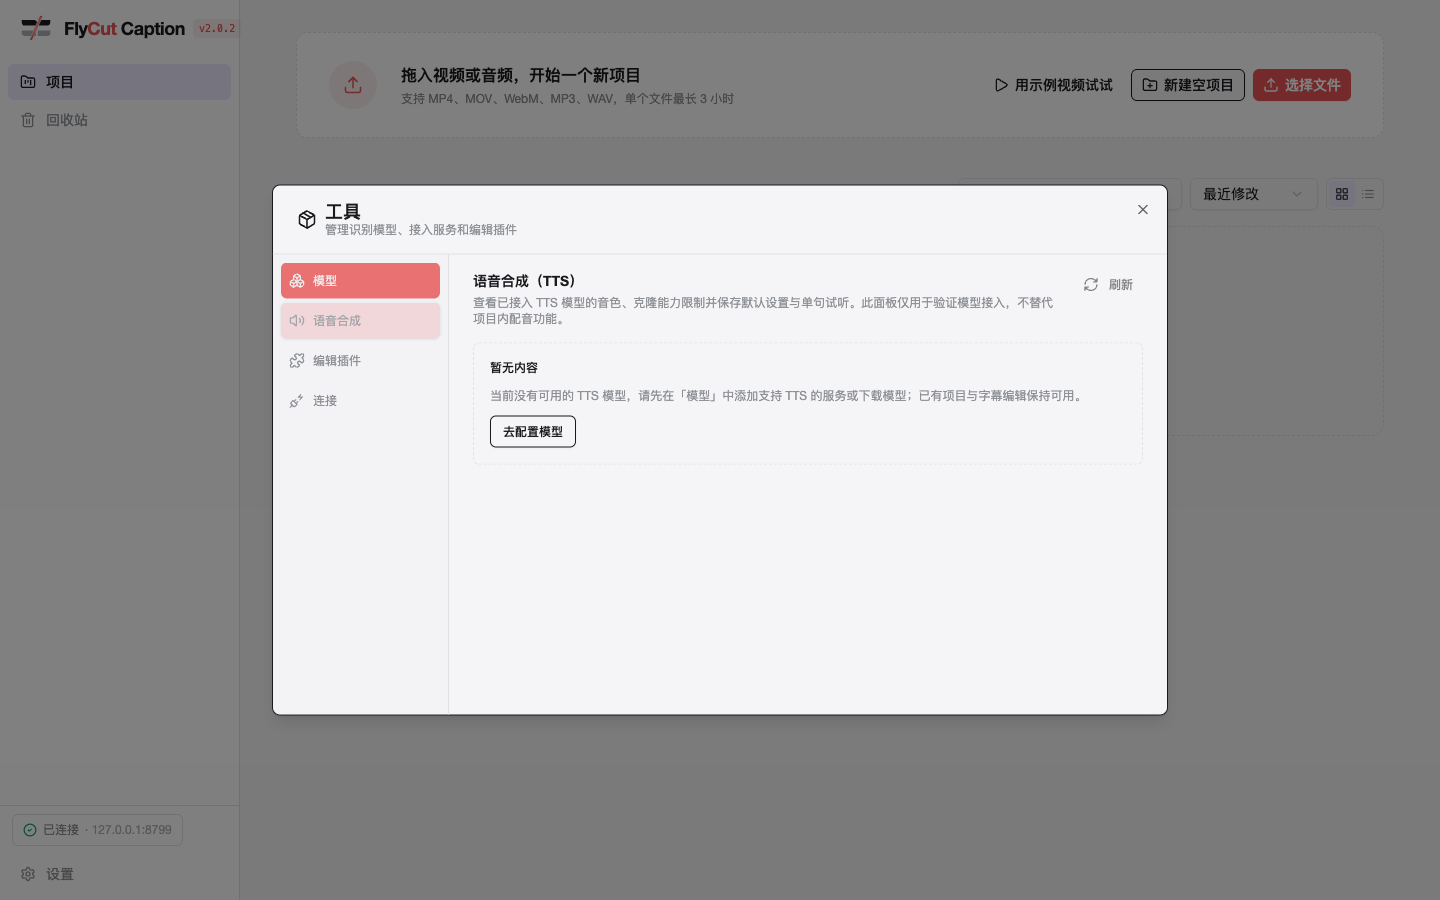 FlyCut Caption v2.0.2
项目
回收站
拖入视频或音频，开始一个新项目
支持 MP4、MOV、WebM、MP3、WAV，单个文件最长 3 小时
用示例视频试试
新建空项目
选择文件
最近修改
工具
管理识别模型、接入服务和编辑插件
模型
语音合成
编辑插件
连接
语音合成（TTS）
刷新
查看已接入 TTS 模型的音色、克隆能力限制并保存默认设置与单句试听。此面板仅用于验证模型接入，不替代
项目内配音功能。
暂无内容
当前没有可用的 TTS 模型，请先在「模型」中添加支持 TTS 的服务或下载模型；已有项目与字幕编辑保持可用。
去配置模型
已连接 · 127.0.0.1:8799
设置